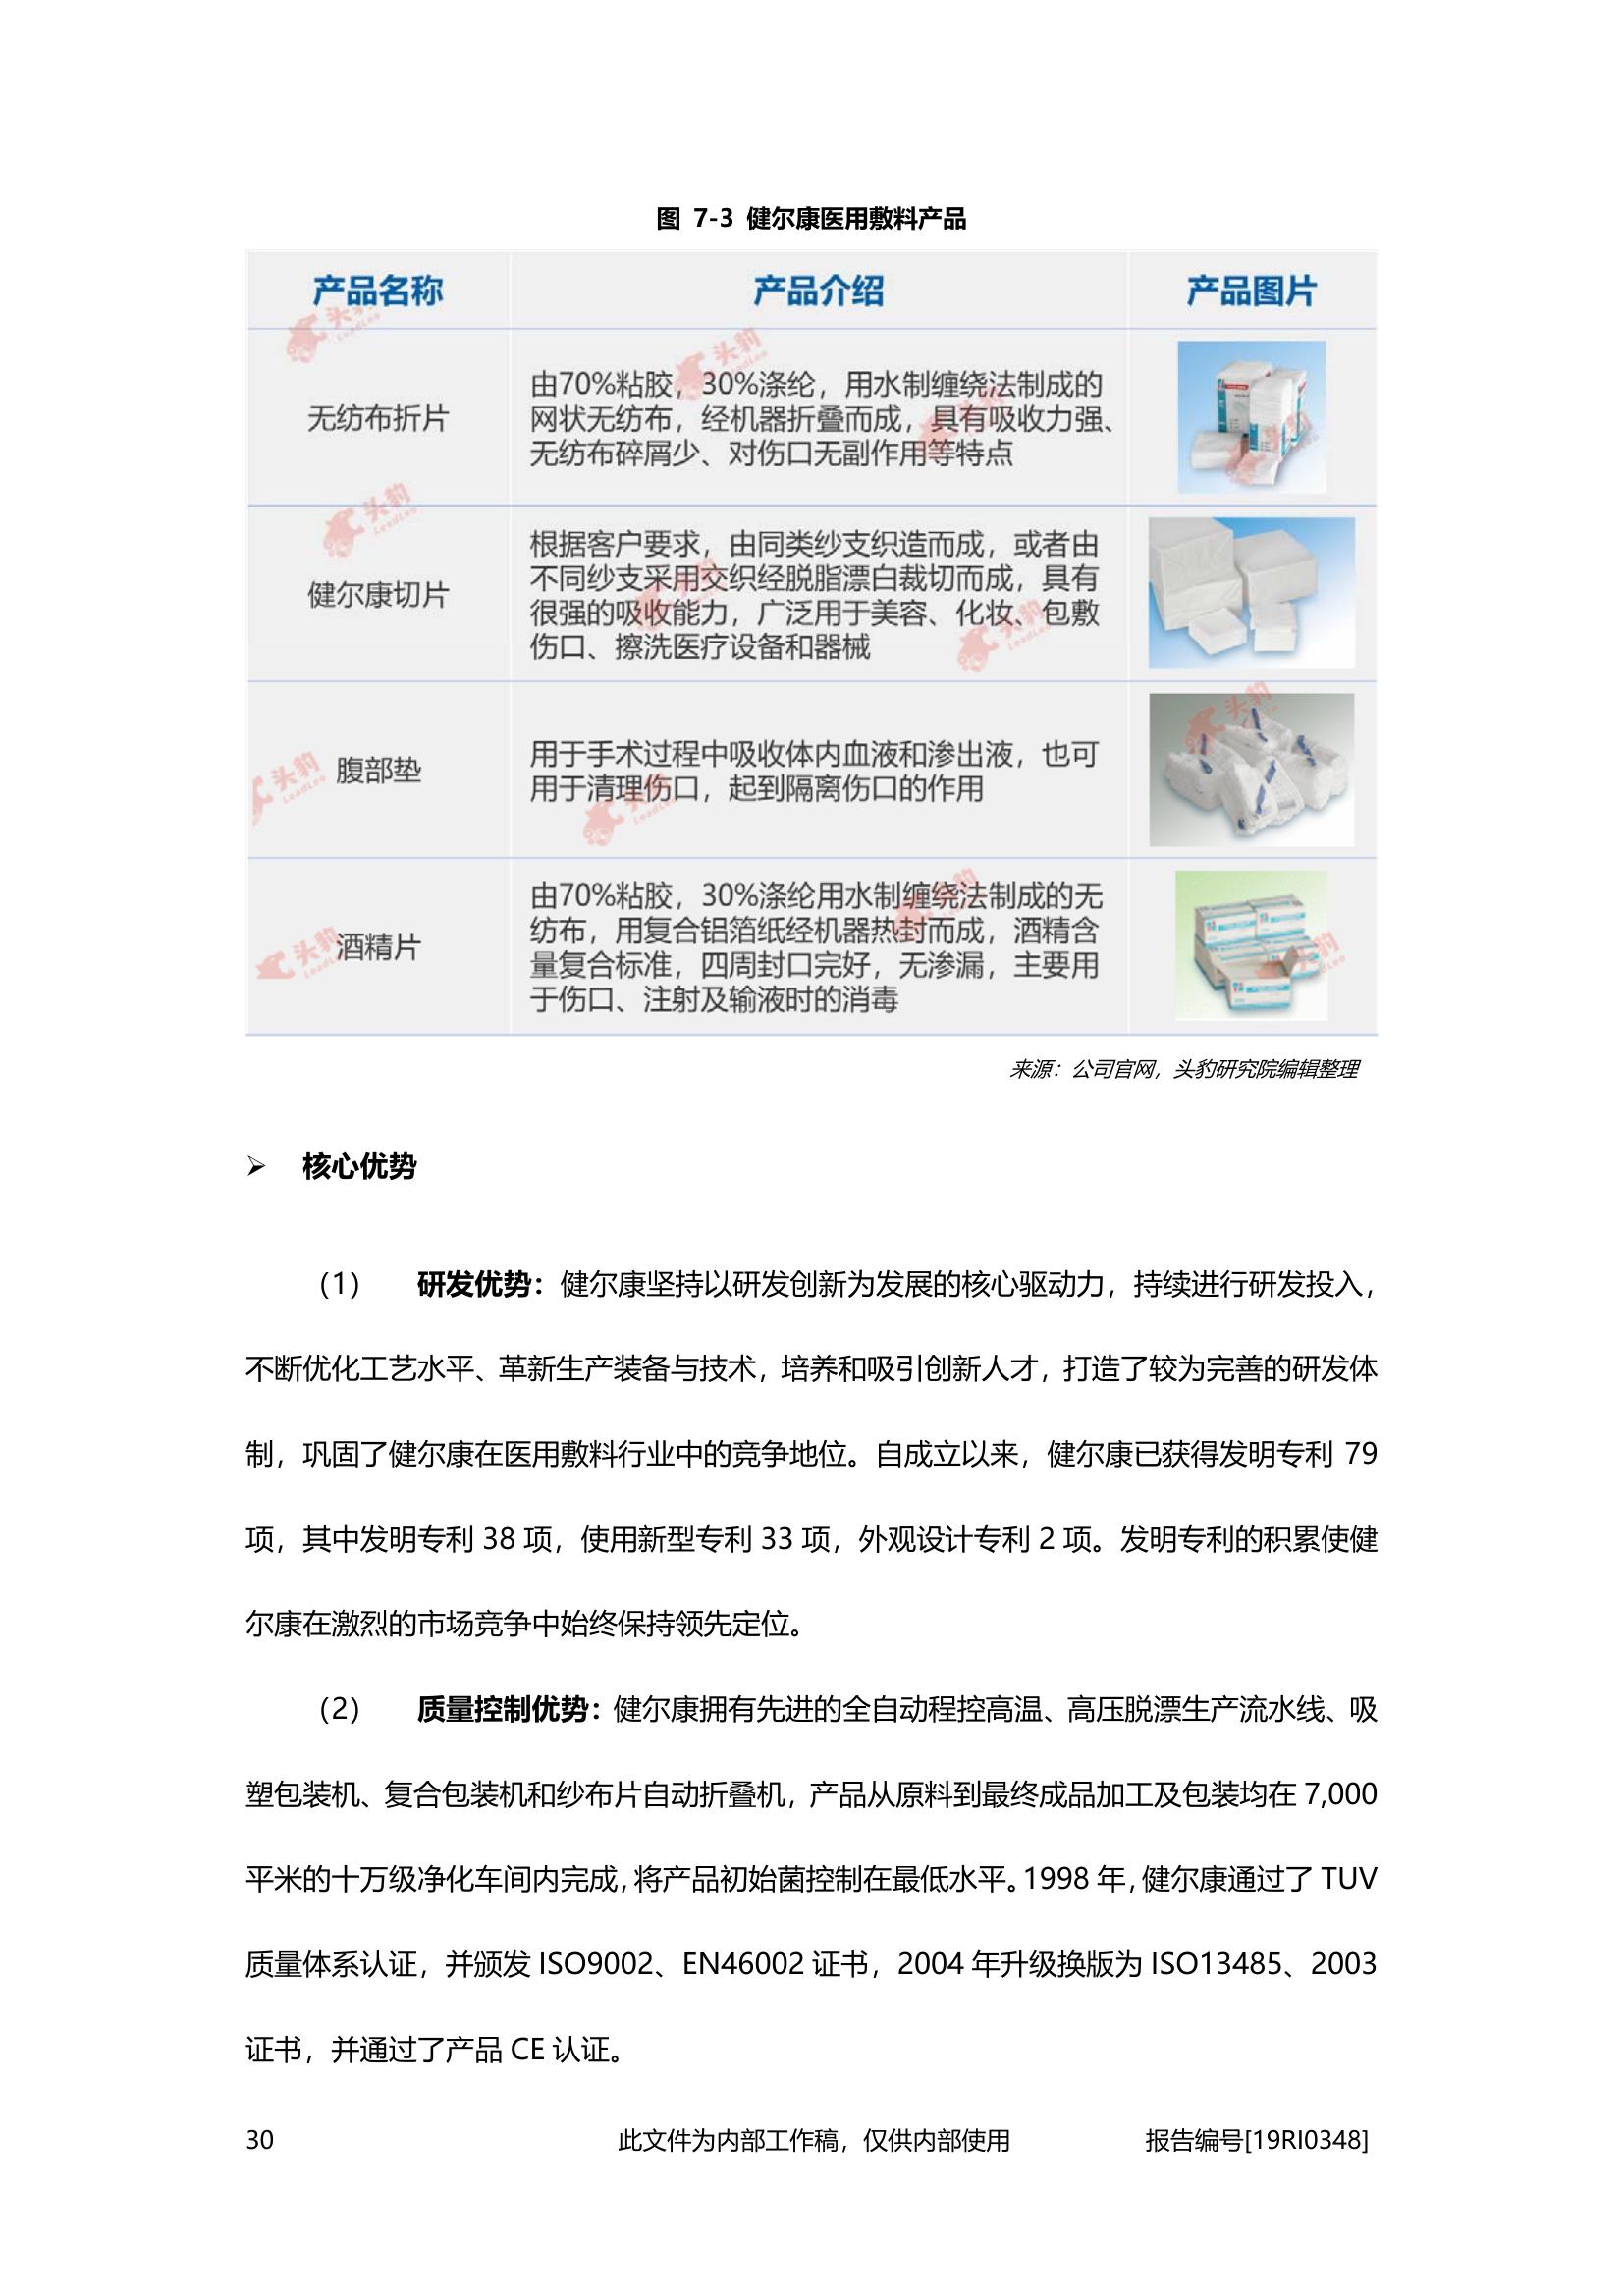 图 7-3 健尔康医用敷料产品
产品名称 产品介绍 产品图片
无纺布折片
由70%粘胶，30%涤纶，用水制缠绕法制成的
网状无纺布，经机器折叠而成，具有吸收力强、
无纺布碎屑少、对伤口无副作用等特点
健尔康切片
根据客户要求，由同类纱支织造而成，或者由
不同纱支采用交织经脱脂漂白裁切而成，具有
很强的吸收能力，广泛用于美容、化妆、包敷
伤口、擦洗医疗设备和器械
腹部垫
用于手术过程中吸收体内血液和渗出液，也可
用于清理伤口，起到隔离伤口的作用
酒精片
由70%粘胶，30%涤纶用水制缠绕法制成的无
纺布，用复合铝箔纸经机器热封而成，酒精含
量复合标准，四周封口完好，无渗漏，主要用
于伤口、注射及输液时的消毒
头豹
LeadLeo
来源：公司官网，头豹研究院编辑整理
➢ 核心优势
（1） 研发优势：健尔康坚持以研发创新为发展的核心驱动力，持续进行研发投入，
不断优化工艺水平、革新生产装备与技术，培养和吸引创新人才，打造了较为完善的研发体
制，巩固了健尔康在医用敷料行业中的竞争地位。自成立以来，健尔康已获得发明专利 79
项，其中发明专利 38 项，使用新型专利 33 项，外观设计专利 2 项。发明专利的积累使健
尔康在激烈的市场竞争中始终保持领先定位。
（2） 质量控制优势：健尔康拥有先进的全自动程控高温、高压脱漂生产流水线、吸
塑包装机、复合包装机和纱布片自动折叠机，产品从原料到最终成品加工及包装均在 7,000
平米的十万级净化车间内完成，将产品初始菌控制在最低水平。1998 年，健尔康通过了 TUV
质量体系认证，并颁发 ISO9002、EN46002 证书，2004 年升级换版为 ISO13485、2003
证书，并通过了产品 CE 认证。
30 此文件为内部工作稿，仅供内部使用 报告编号[19RI0348]